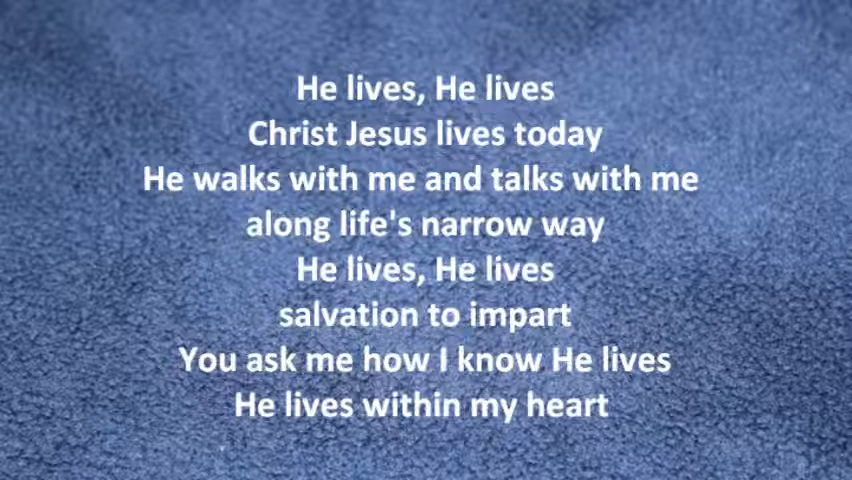 He lives, He lives
Christ Jesus lives today
He walks with me and talks with me
along life's narrow way
He lives, He lives
salvation to impart
You ask me how I know He lives
He lives within my heart